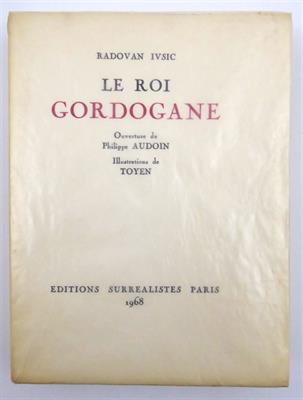 RADOVAN IVSIC
LE ROI
GORDOGANE
Ouverture de
Philippe AUDOIN
Illustrations de
TOYEN
EDITIONS SURREALISTES PARIS
1968